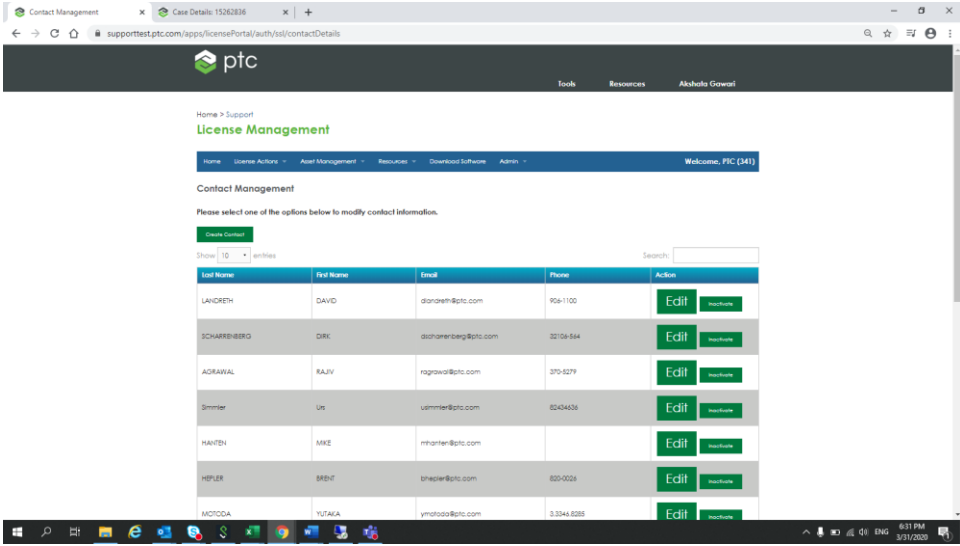 Contact Management
Case Details: 15262836
supporttest.ptc.com/apps/licensePortal/auth/ssl/contactDetails
ptc
Tools Resources Akshata Gawari
Home > Support
License Management
Home License Actions Asset Management Resources Download Software Admin Welcome, PTC (341)
Contact Management
Please select one of the options below to modify contact information.
Create Contact
Show 10 entries Search:
Last Name First Name Email Phone Action
LANDRETH DAVID dlandreth@ptc.com 906-1100 Edit Inactivate
SCHARRENBERG DIRK dscharrenberg@ptc.com 32106-564 Edit Inactivate
AGRAWAL RAJIV ragrawal@ptc.com 370-5279 Edit Inactivate
Simmler Urs usimmler@ptc.com 82434636 Edit Inactivate
HANTEN MIKE mhanten@ptc.com Edit Inactivate
HEPLER BRENT bhepler@ptc.com 820-0026 Edit Inactivate
MOTODA YUTAKA ymotoda@ptc.com 3.3346.8285 Edit Inactivate
ENG 6:31 PM
3/31/2020